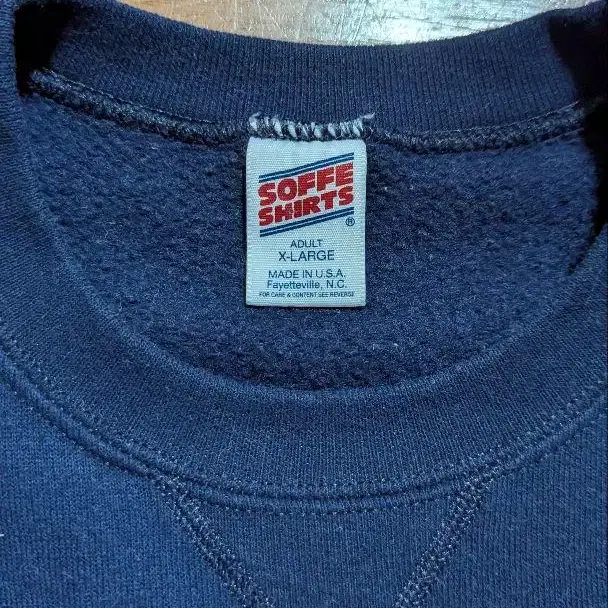 SOFFE
SHIRTS
®
ADULT
X-LARGE
MADE IN U.S.A.
Fayetteville, N.C.
FOR CARE & CONTENT SEE REVERSE